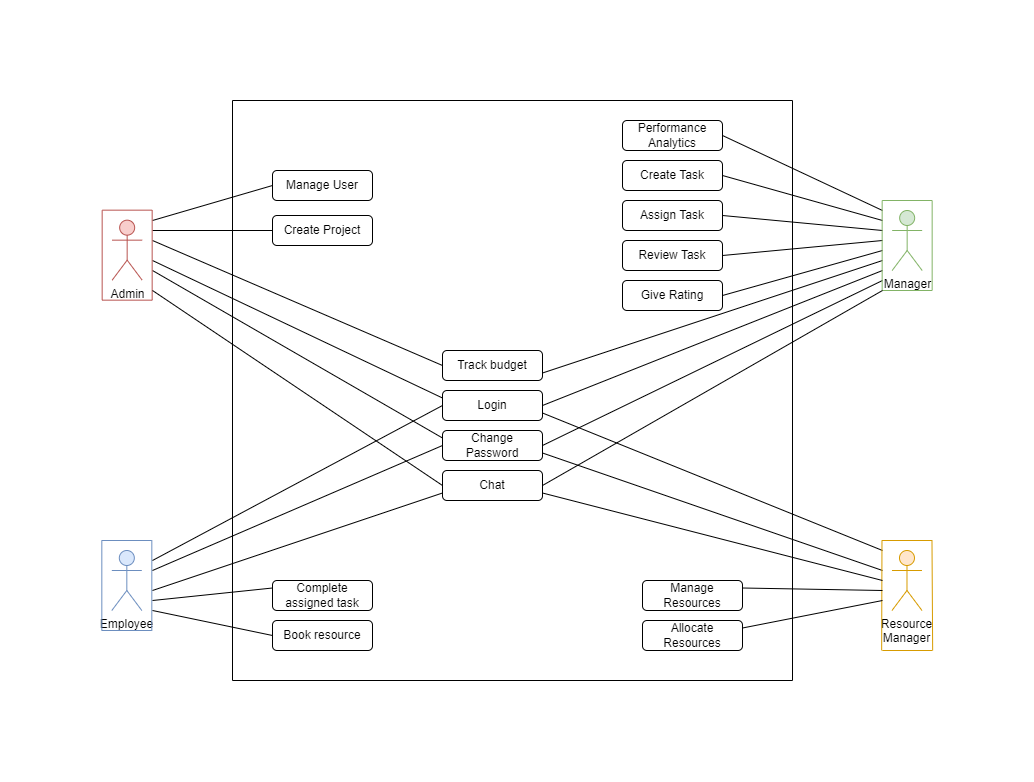 Performance
Analytics
Create Task
Manage User
Assign Task
Create Project
Review Task
Manager
Admin
Give Rating
Track budget
Login
Change
Password
Chat
Complete
assigned task
Manage
Resources
Employee
Book resource
Allocate
Resources
Resource
Manager